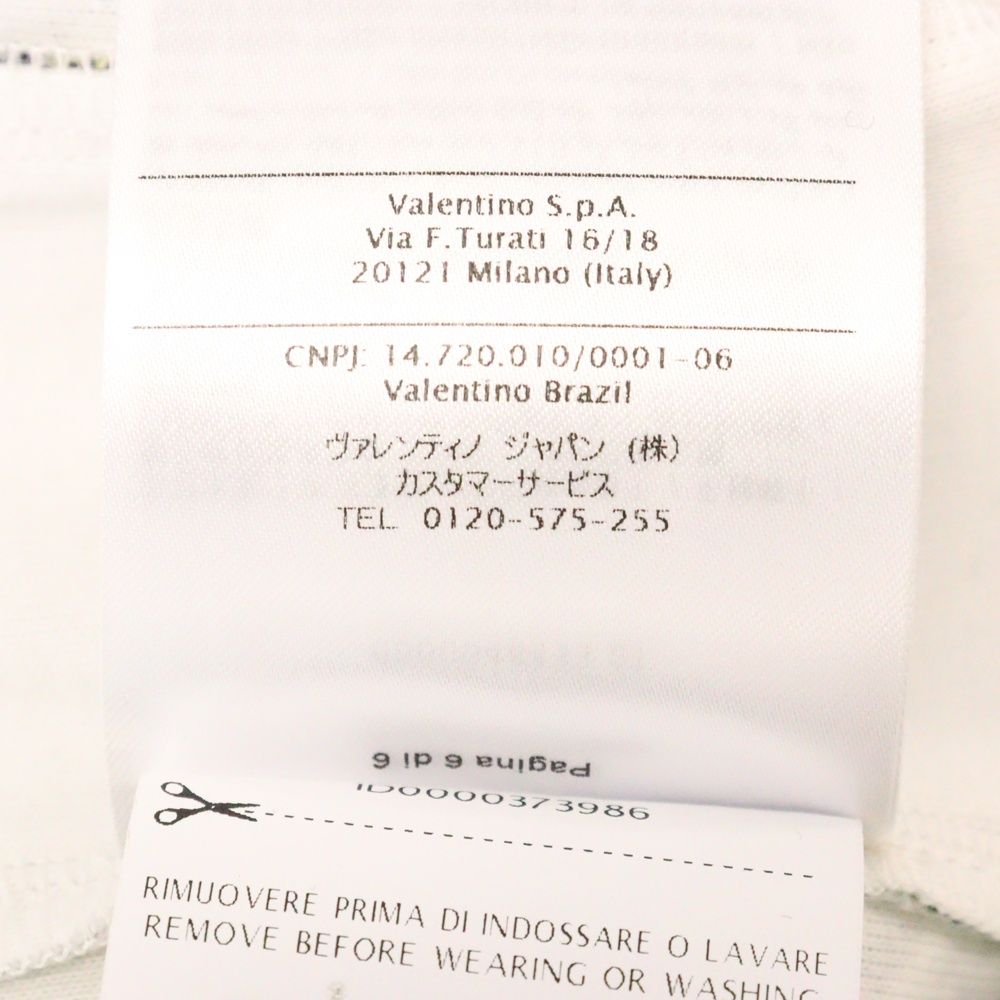 Valentino S.p.A.
Via F.Turati 16/18
20121 Milano (Italy)
CNPJ: 14.720.010/0001-06
Valentino Brazil
ヴァレンティノ ジャパン (株)
カスタマーサービス
TEL 0120-575-255
Pagina 6 di 6
ID0000373986
RIMUOVERE PRIMA DI INDOSSARE O LAVARE
REMOVE BEFORE WEARING OR WASHING